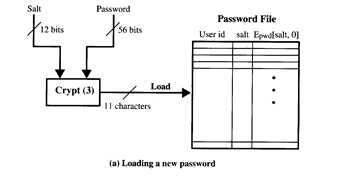 Salt
Password
Password File
12 bits
56 bits
User id salt Epwd[salt, 0]
Crypt (3)
Load
11 characters
(a) Loading a new password